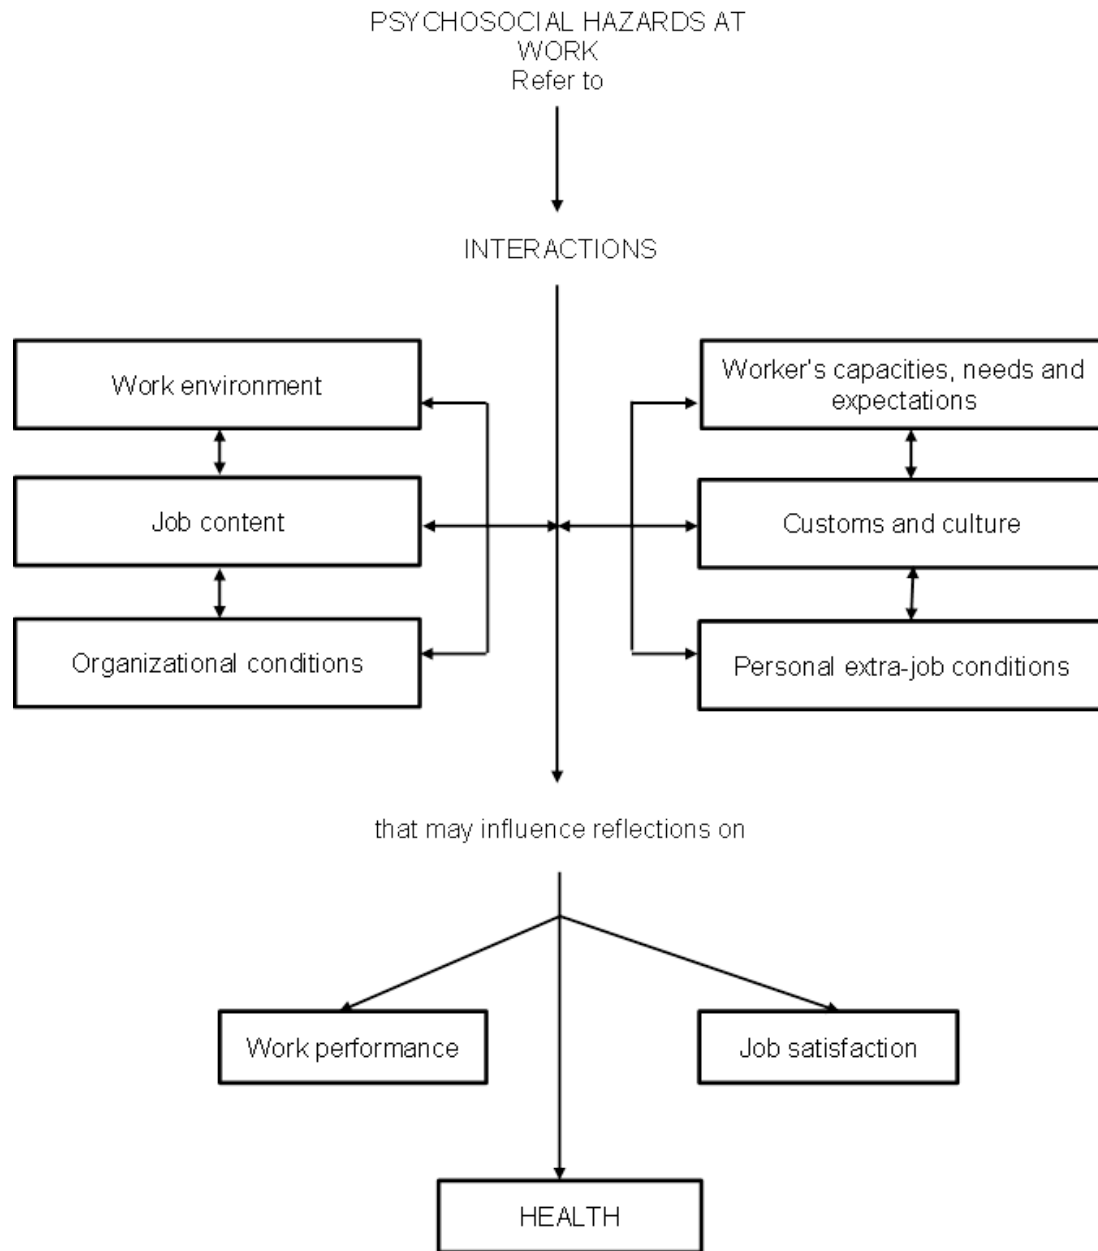 PSYCHOSOCIAL HAZARDS AT
WORK
Refer to
INTERACTIONS
Work environment
Worker's capacities, needs and
expectations
Job content
Customs and culture
Organizational conditions
Personal extra-job conditions
that may influence reflections on
Work performance
Job satisfaction
HEALTH